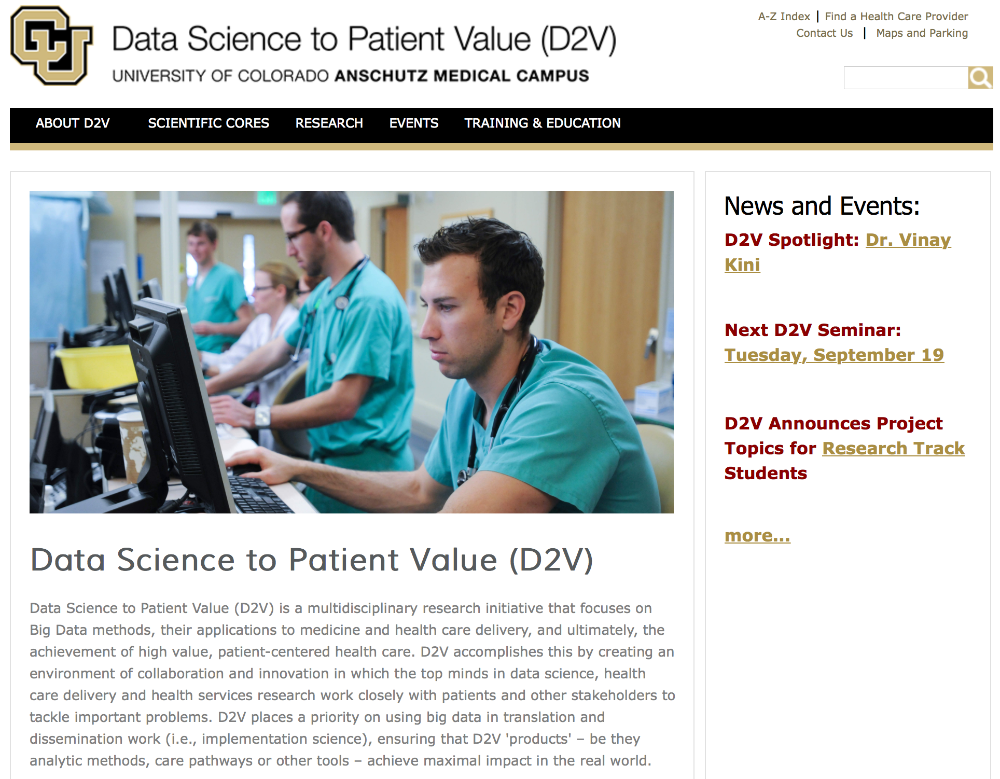 CU
Data Science to Patient Value (D2V)
UNIVERSITY OF COLORADO ANSCHUTZ MEDICAL CAMPUS
A-Z Index | Find a Health Care Provider
Contact Us | Maps and Parking
ABOUT D2V SCIENTIFIC CORES RESEARCH EVENTS TRAINING & EDUCATION
Data Science to Patient Value (D2V)
Data Science to Patient Value (D2V) is a multidisciplinary research initiative that focuses on
Big Data methods, their applications to medicine and health care delivery, and ultimately, the
achievement of high value, patient-centered health care. D2V accomplishes this by creating an
environment of collaboration and innovation in which the top minds in data science, health
care delivery and health services research work closely with patients and other stakeholders to
tackle important problems. D2V places a priority on using big data in translation and
dissemination work (i.e., implementation science), ensuring that D2V 'products' – be they
analytic methods, care pathways or other tools – achieve maximal impact in the real world.
News and Events:
D2V Spotlight: Dr. Vinay
Kini
Next D2V Seminar:
Tuesday, September 19
D2V Announces Project
Topics for Research Track
Students
more...